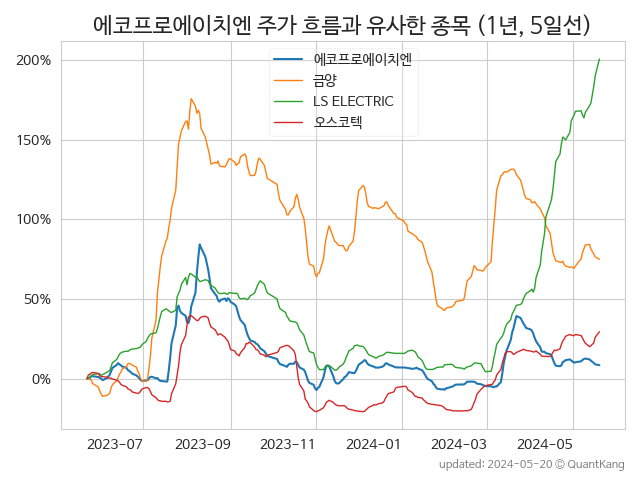 에코프로에이치엔 주가 흐름과 유사한 종목 (1년, 5일선)
에코프로에이치엔
금양
LS ELECTRIC
오스코텍
200%
150%
100%
50%
0%
2023-07
2023-09
2023-11
2024-01
2024-03
2024-05
updated: 2024-05-20 © QuantKang